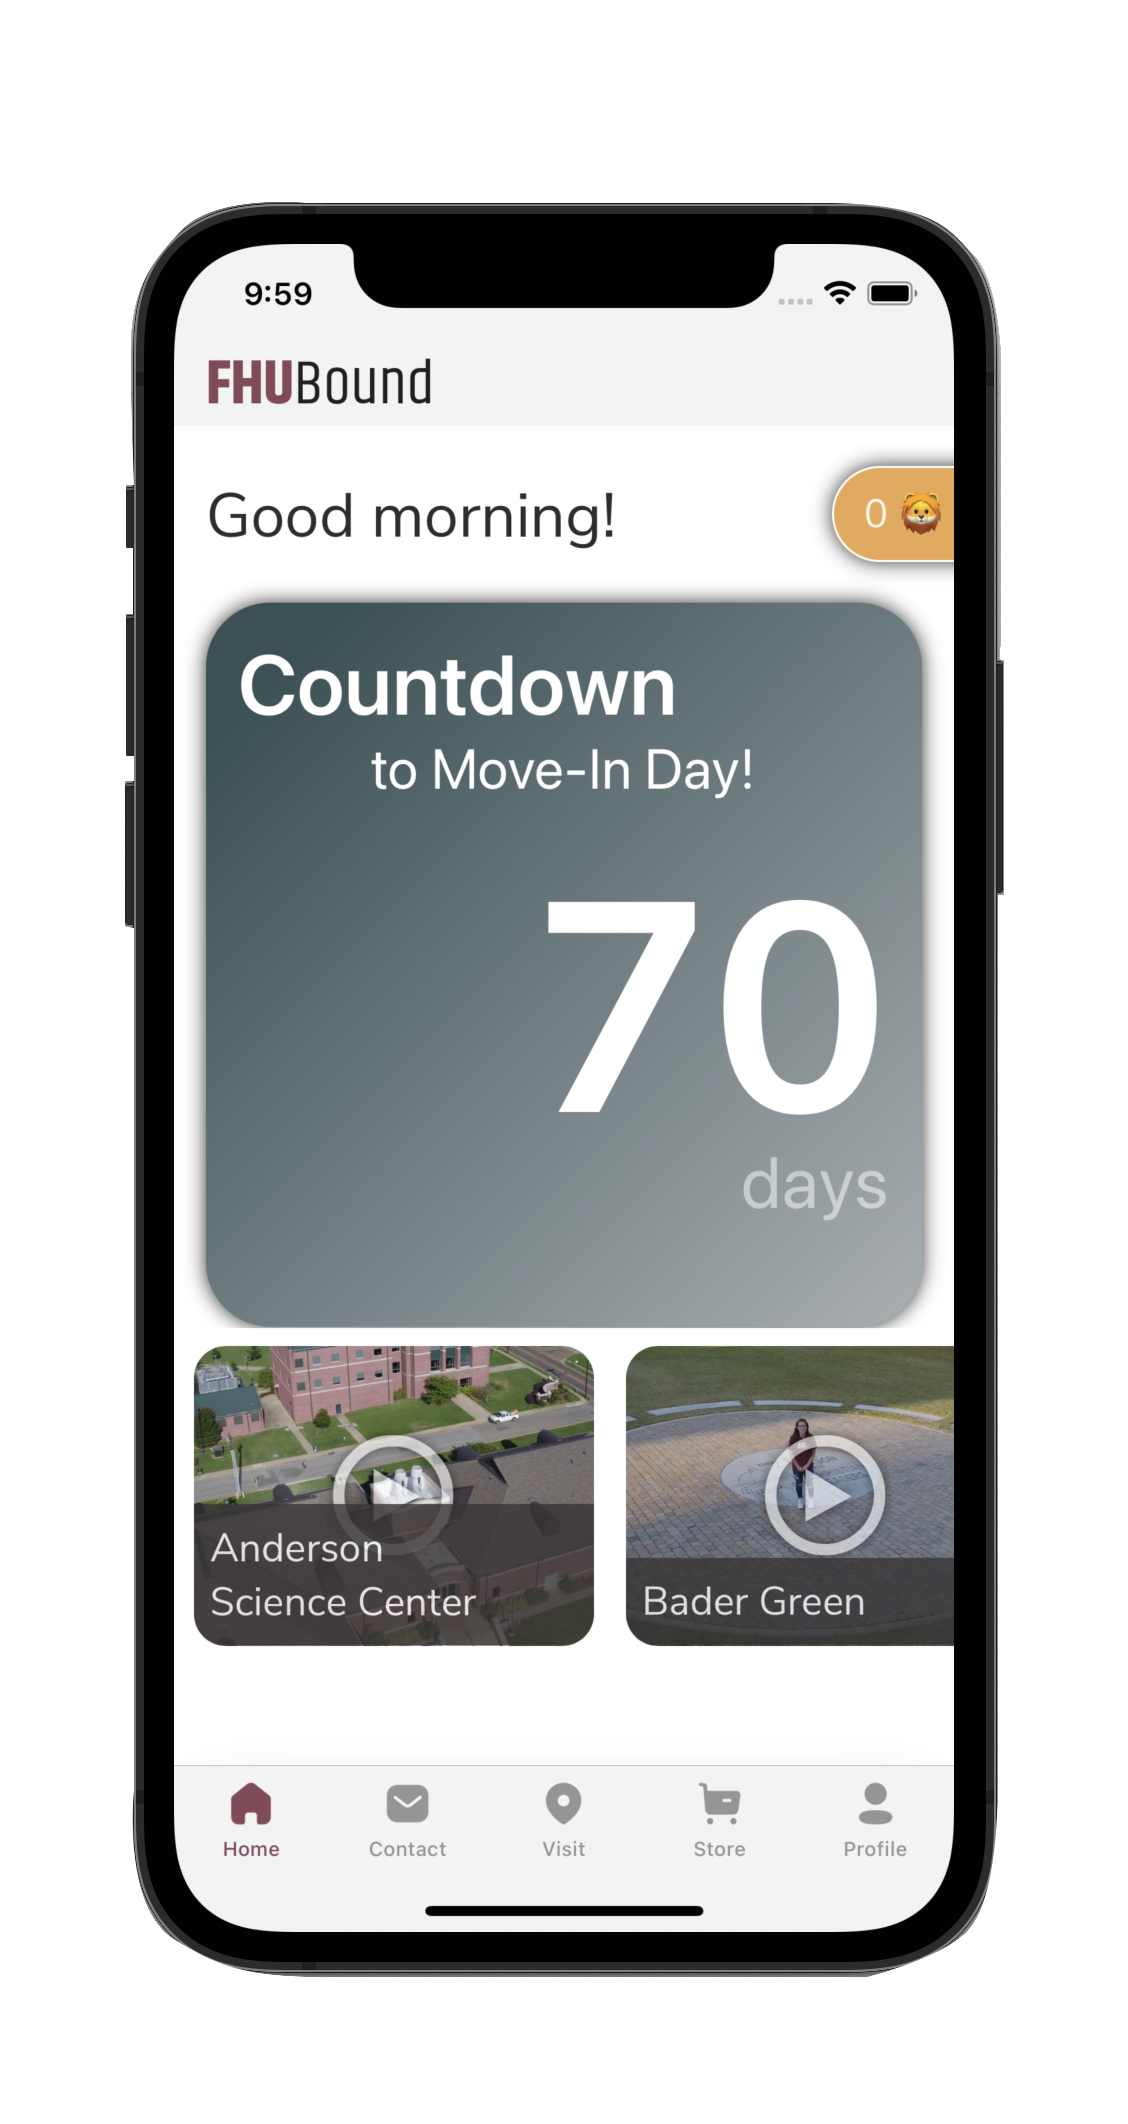 9:59
FHUBound
Good morning!
0 🦁
Countdown
to Move-In Day!
70
days
Anderson
Science Center
Bader Green
Home
Contact
Visit
Store
Profile